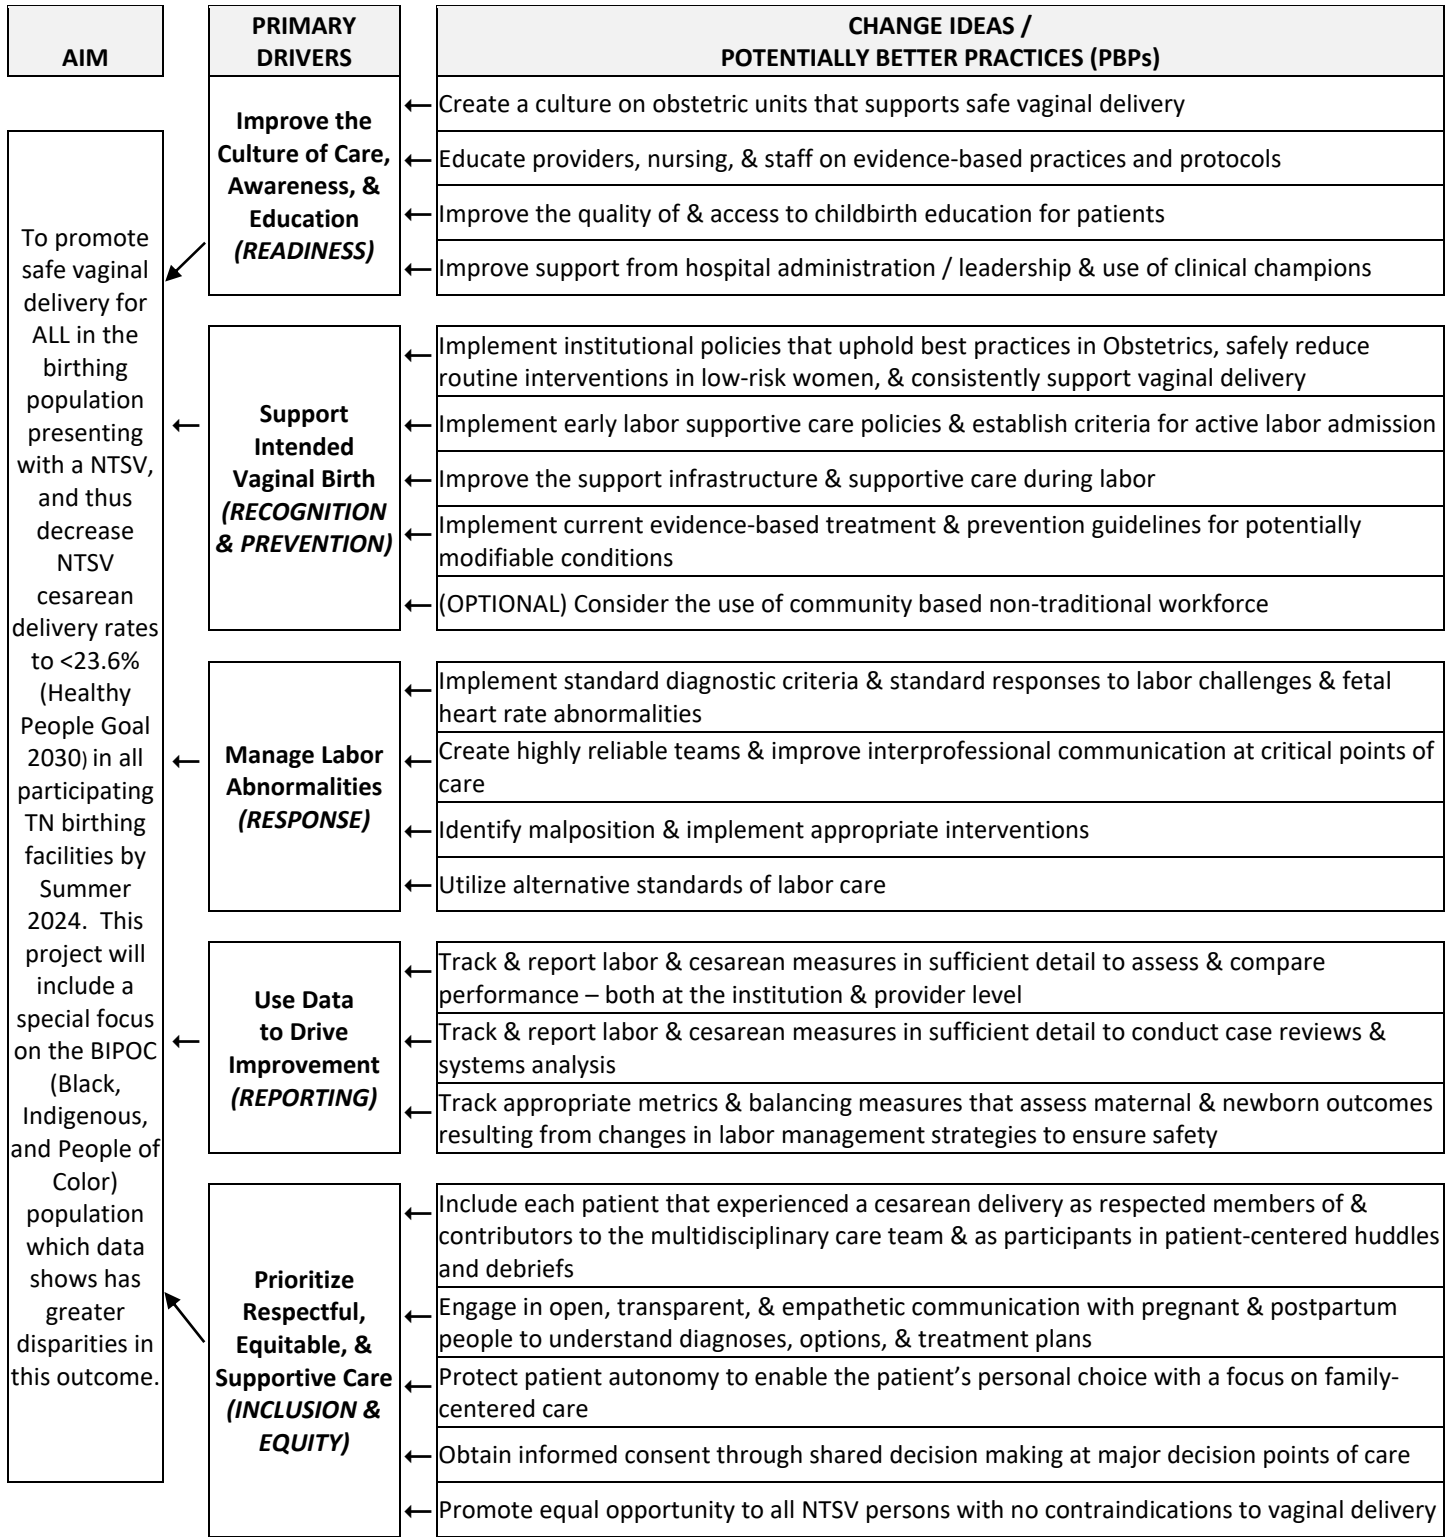 AIM
PRIMARY
DRIVERS
CHANGE IDEAS /
POTENTIALLY BETTER PRACTICES (PBPs)
To promote
safe vaginal
delivery for
ALL in the
birthing
population
presenting
with a NTSV,
and thus
decrease
NTSV
cesarean
delivery rates
to <23.6%
(Healthy
People Goal
2030) in all
participating
TN birthing
facilities by
Summer
2024.  This
project will
include a
special focus
on the BIPOC
(Black,
Indigenous,
and People of
Color)
population
which data
shows has
greater
disparities in
this outcome.
Improve the
Culture of Care,
Awareness, &
Education
(READINESS)
← Create a culture on obstetric units that supports safe vaginal delivery
← Educate providers, nursing, & staff on evidence-based practices and protocols
← Improve the quality of & access to childbirth education for patients
← Improve support from hospital administration / leadership & use of clinical champions
Support
Intended
Vaginal Birth
(RECOGNITION
& PREVENTION)
← Implement institutional policies that uphold best practices in Obstetrics, safely reduce
routine interventions in low-risk women, & consistently support vaginal delivery
← Implement early labor supportive care policies & establish criteria for active labor admission
← Improve the support infrastructure & supportive care during labor
← Implement current evidence-based treatment & prevention guidelines for potentially
modifiable conditions
← (OPTIONAL) Consider the use of community based non-traditional workforce
Manage Labor
Abnormalities
(RESPONSE)
← Implement standard diagnostic criteria & standard responses to labor challenges & fetal
heart rate abnormalities
← Create highly reliable teams & improve interprofessional communication at critical points of
care
← Identify malposition & implement appropriate interventions
← Utilize alternative standards of labor care
Use Data
to Drive
Improvement
(REPORTING)
← Track & report labor & cesarean measures in sufficient detail to assess & compare
performance – both at the institution & provider level
← Track & report labor & cesarean measures in sufficient detail to conduct case reviews &
systems analysis
← Track appropriate metrics & balancing measures that assess maternal & newborn outcomes
resulting from changes in labor management strategies to ensure safety
Prioritize
Respectful,
Equitable, &
Supportive Care
(INCLUSION &
EQUITY)
← Include each patient that experienced a cesarean delivery as respected members of &
contributors to the multidisciplinary care team & as participants in patient-centered huddles
and debriefs
← Engage in open, transparent, & empathetic communication with pregnant & postpartum
people to understand diagnoses, options, & treatment plans
← Protect patient autonomy to enable the patient’s personal choice with a focus on family-
centered care
← Obtain informed consent through shared decision making at major decision points of care
← Promote equal opportunity to all NTSV persons with no contraindications to vaginal delivery